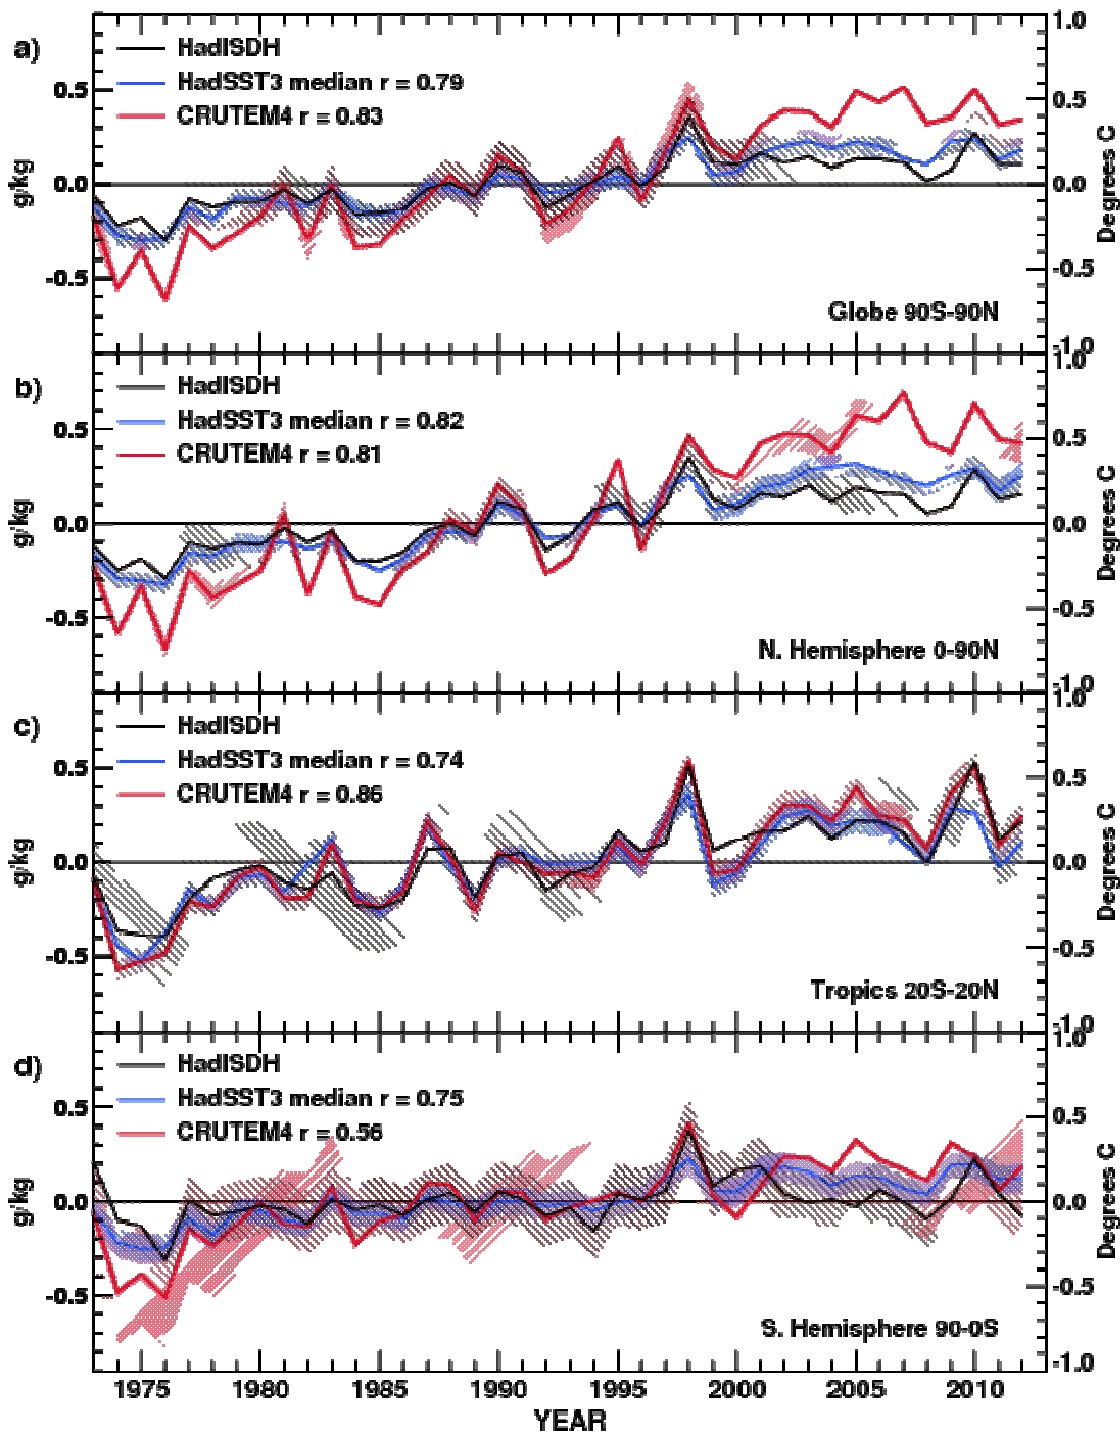 a)
HadISDH
HadSST3 median r = 0.79
CRUTEM4 r = 0.83
0.5
0.0
-0.5
g/kg
1.0
0.5
0.0
-0.5
-1.0
Degrees C
Globe 90S-90N
b)
HadISDH
HadSST3 median r = 0.82
CRUTEM4 r = 0.81
0.5
0.0
-0.5
g/kg
1.0
0.5
0.0
-0.5
-1.0
Degrees C
N. Hemisphere 0-90N
c)
HadISDH
HadSST3 median r = 0.74
CRUTEM4 r = 0.86
0.5
0.0
-0.5
g/kg
1.0
0.5
0.0
-0.5
-1.0
Degrees C
Tropics 20S-20N
d)
HadISDH
HadSST3 median r = 0.75
CRUTEM4 r = 0.56
0.5
0.0
-0.5
g/kg
1.0
0.5
0.0
-0.5
-1.0
Degrees C
S. Hemisphere 90-0S
1975 1980 1985 1990 1995 2000 2005 2010
YEAR